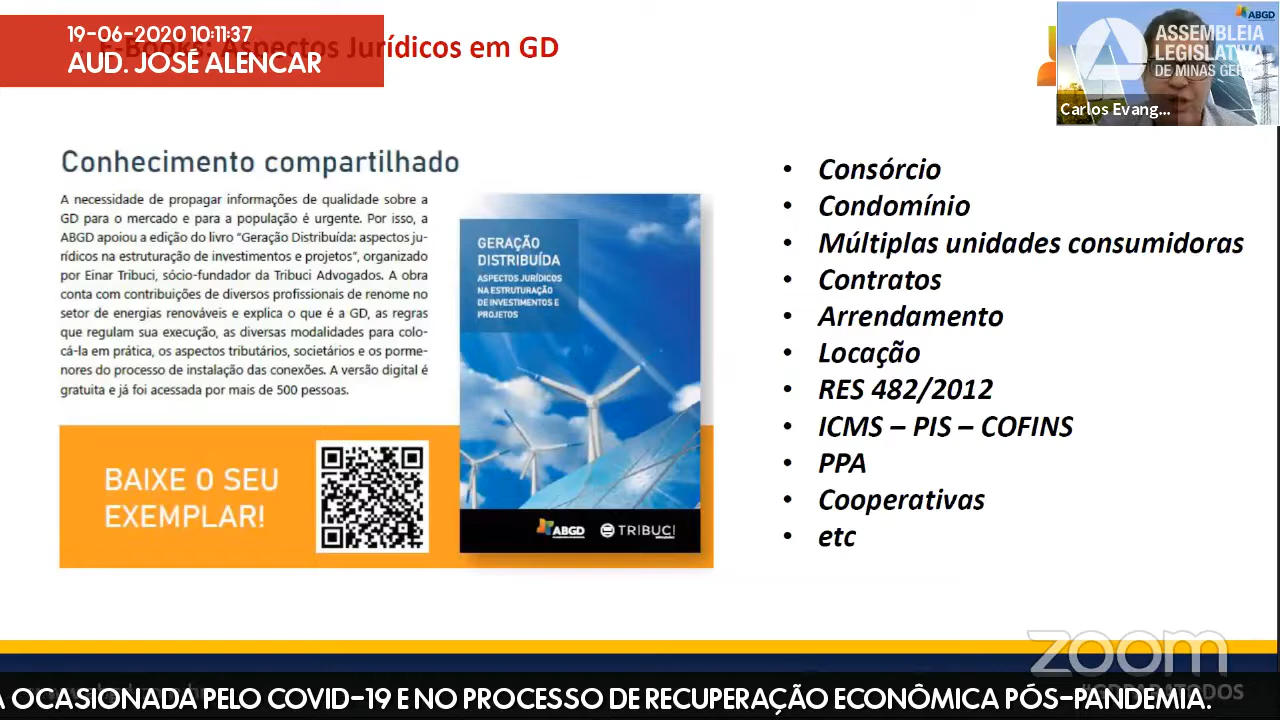 19-06-2020 10:11:37
AUD. JOSÉ ALENCAR
E-Books: Aspectos Jurídicos em GD
ABGD
ASSEMBLEIA
LEGISLATIVA
DE MINAS GERAIS
Carlos Evang...
Conhecimento compartilhado
A necessidade de propagar informações de qualidade sobre a
GD para o mercado e para a população é urgente. Por isso, a
ABGD apoiou a edição do livro “Geração Distribuída: aspectos ju-
rídicos na estruturação de investimentos e projetos”, organizado
por Einar Tribuci, sócio-fundador da Tribuci Advogados. A obra
conta com contribuições de diversos profissionais de renome no
setor de energias renováveis e explica o que é a GD, as regras
que regulam sua execução, as diversas modalidades para colo-
cá-la em prática, os aspectos tributários, societários e os porme-
nores do processo de instalação das conexões. A versão digital é
gratuita e já foi acessada por mais de 500 pessoas.
GERAÇÃO
DISTRIBUÍDA
ASPECTOS JURÍDICOS
NA ESTRUTURAÇÃO
DE INVESTIMENTOS E
PROJETOS
ABGD TRIBUCI
BAIXE O SEU
EXEMPLAR!
• Consórcio
• Condomínio
• Múltiplas unidades consumidoras
• Contratos
• Arrendamento
• Locação
• RES 482/2012
• ICMS – PIS – COFINS
• PPA
• Cooperativas
• etc
zoom
A OCASIONADA PELO COVID-19 E NO PROCESSO DE RECUPERAÇÃO ECONÔMICA PÓS-PANDEMIA.